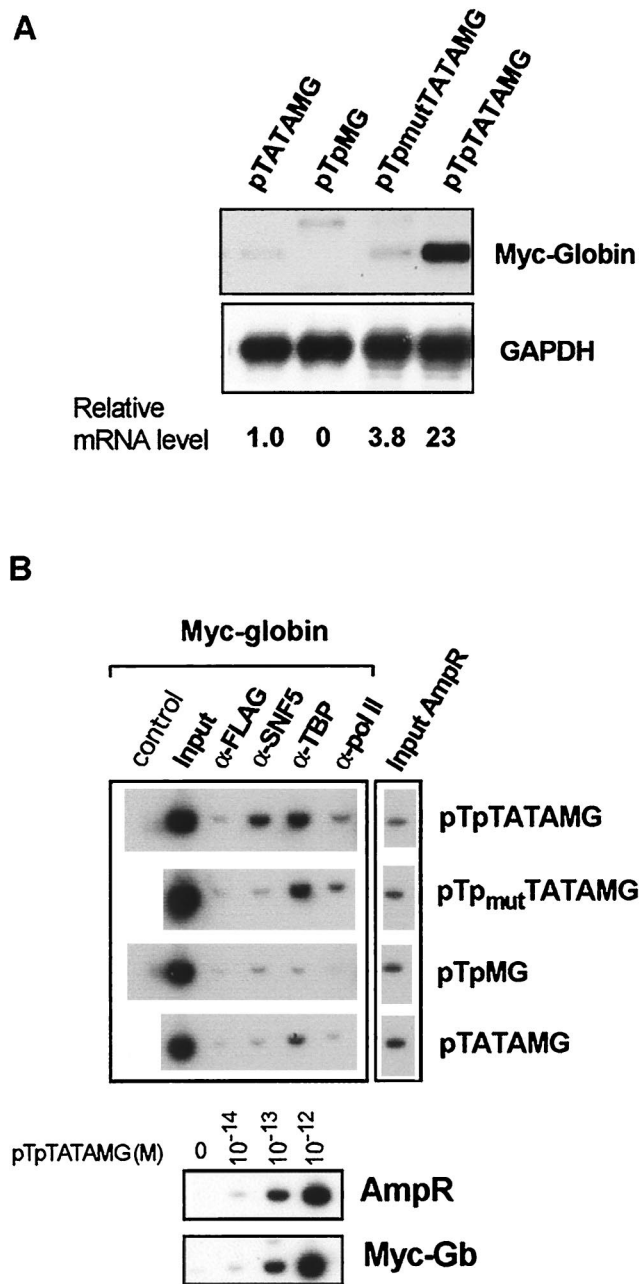 A
pTATAMG
pTpMG
pTpmutTATAMG
pTpTATAMG
Myc-Globin
GAPDH
Relative
mRNA level
1.0 0 3.8 23
B
Myc-globin
control
Input
α-FLAG
α-SNF5
α-TBP
α-pol II
Input AmpR
pTpTATAMG
pTpmutTATAMG
pTpMG
pTATAMG
pTpTATAMG (M)
0
10-14
10-13
10-12
AmpR
Myc-Gb